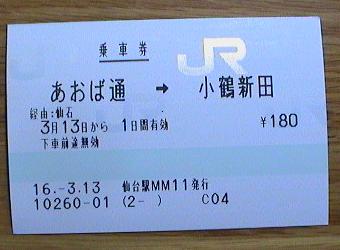 乗車券
JR
あおば通 → 小鶴新田
経由:仙石
3月13日から 1日間有効 ¥180
下車前途無効
16.-3.13 仙台駅MM11発行
10260-01 (2- ) C04